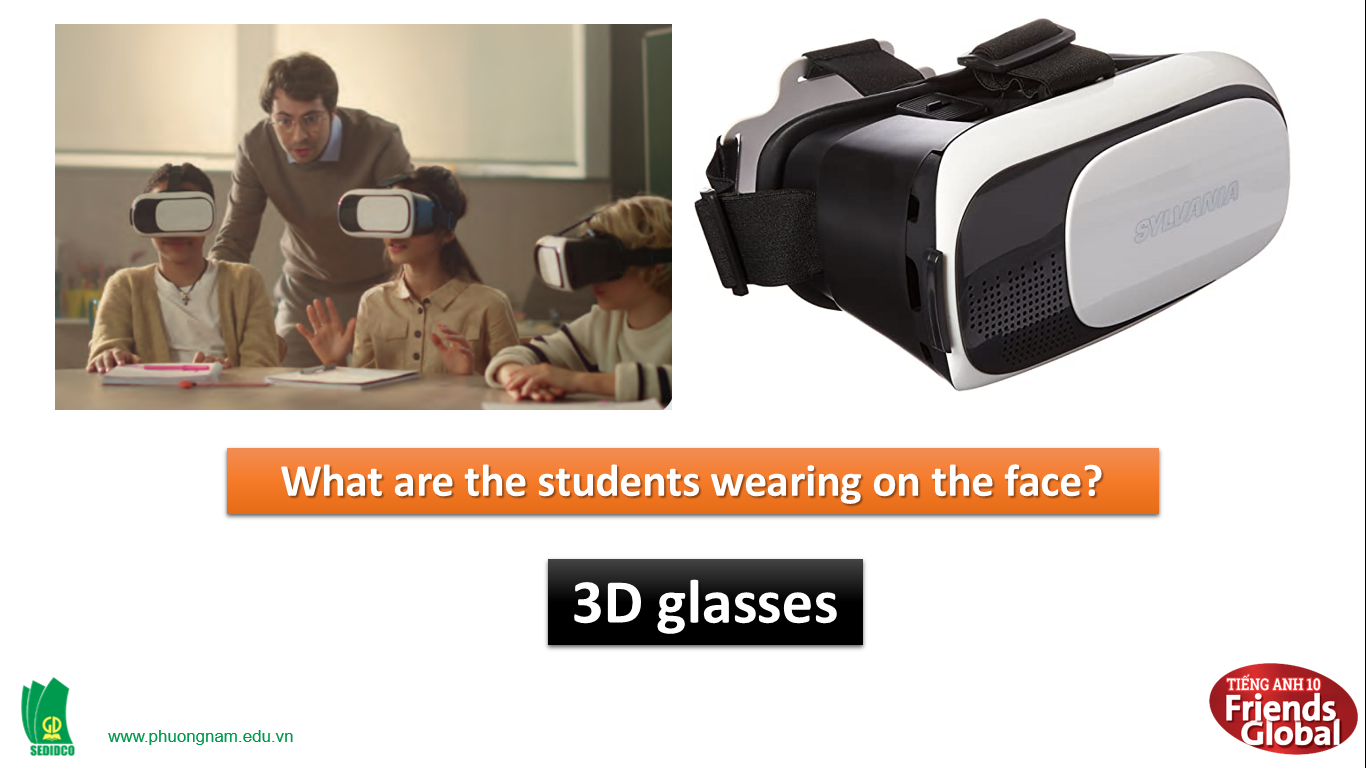 SYLVANIA
What are the students wearing on the face?
3D glasses
GD
SEDIDCO
www.phuongnam.edu.vn
TIẾNG ANH 10
Friends
Global